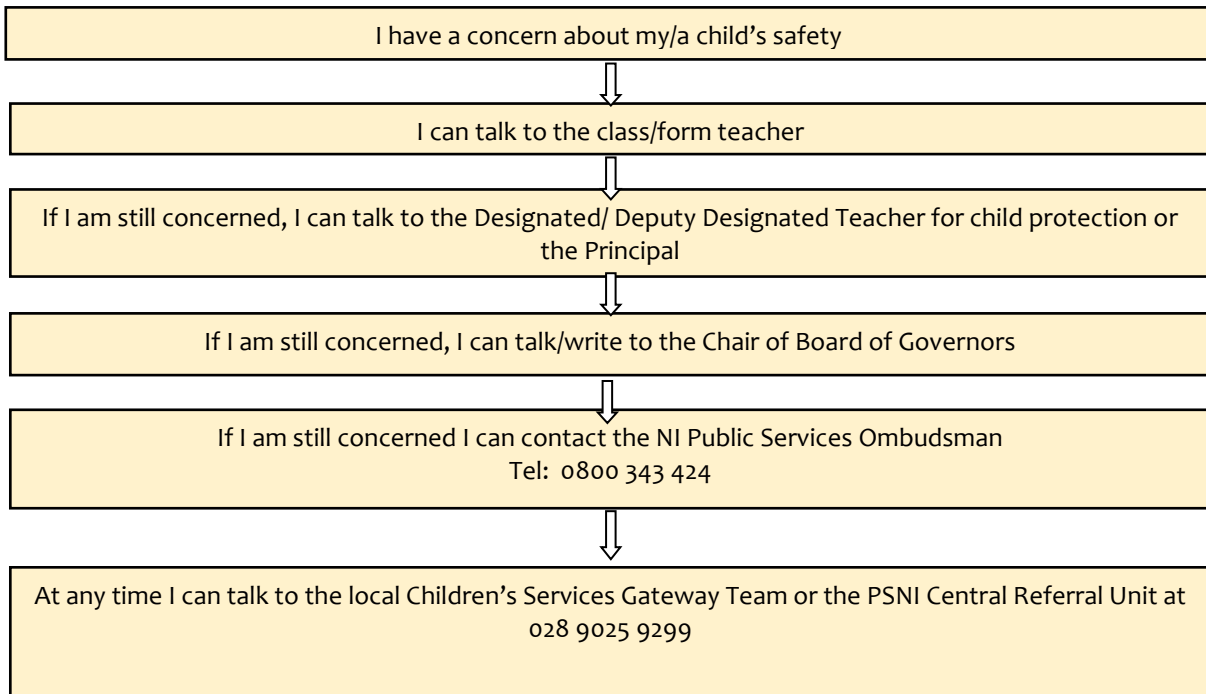 I have a concern about my/a child’s safety
I can talk to the class/form teacher
If I am still concerned, I can talk to the Designated/ Deputy Designated Teacher for child protection or
the Principal
If I am still concerned, I can talk/write to the Chair of Board of Governors
If I am still concerned I can contact the NI Public Services Ombudsman
Tel: 0800 343 424
At any time I can talk to the local Children’s Services Gateway Team or the PSNI Central Referral Unit at
028 9025 9299